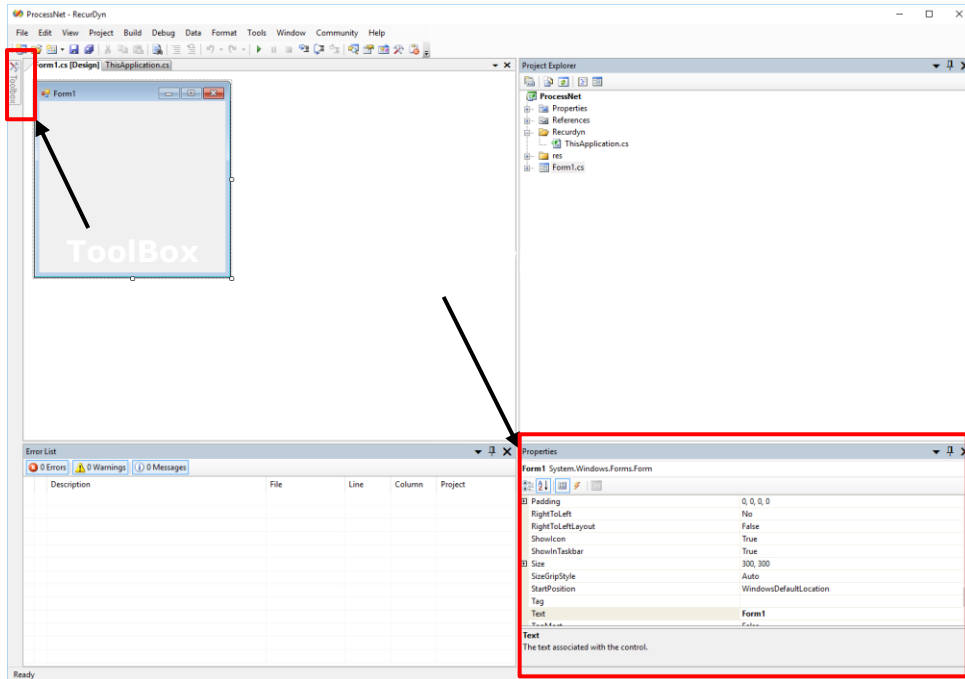 ProcessNet - RecurDyn
File Edit View Project Build Debug Data Format Tools Window Community Help
Form1.cs [Design] ThisApplication.cs
Toolbox
Form1
ToolBox
Project Explorer
ProcessNet
Properties
References
Recurdyn
ThisApplication.cs
res
Form1.cs
Error List
0 Errors 0 Warnings 0 Messages
Description File Line Column Project
Properties
Form1 System.Windows.Forms.Form
Padding 0, 0, 0, 0
RightToLeft No
RightToLeftLayout False
ShowIcon True
ShowInTaskbar True
Size 300, 300
SizeGripStyle Auto
StartPosition WindowsDefaultLocation
Tag
Text Form1
TopMost False
Text
The text associated with the control.
Ready